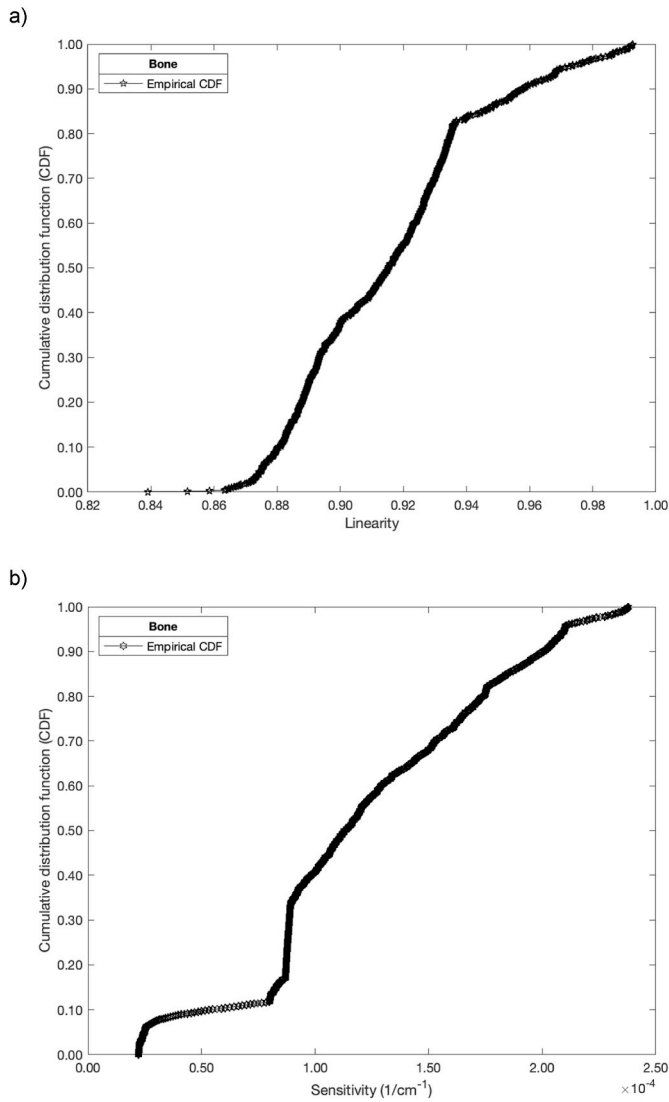 a)
1.00
0.90
0.80
0.70
0.60
0.50
0.40
0.30
0.20
0.10
0.00
Cumulative distribution function (CDF)
Bone
Empirical CDF
0.82 0.84 0.86 0.88 0.90 0.92 0.94 0.96 0.98 1.00
Linearity
b)
1.00
0.90
0.80
0.70
0.60
0.50
0.40
0.30
0.20
0.10
0.00
Cumulative distribution function (CDF)
Bone
Empirical CDF
0.00 0.50 1.00 1.50 2.00 2.50
Sensitivity (1/cm⁻¹)
× 10⁻⁴